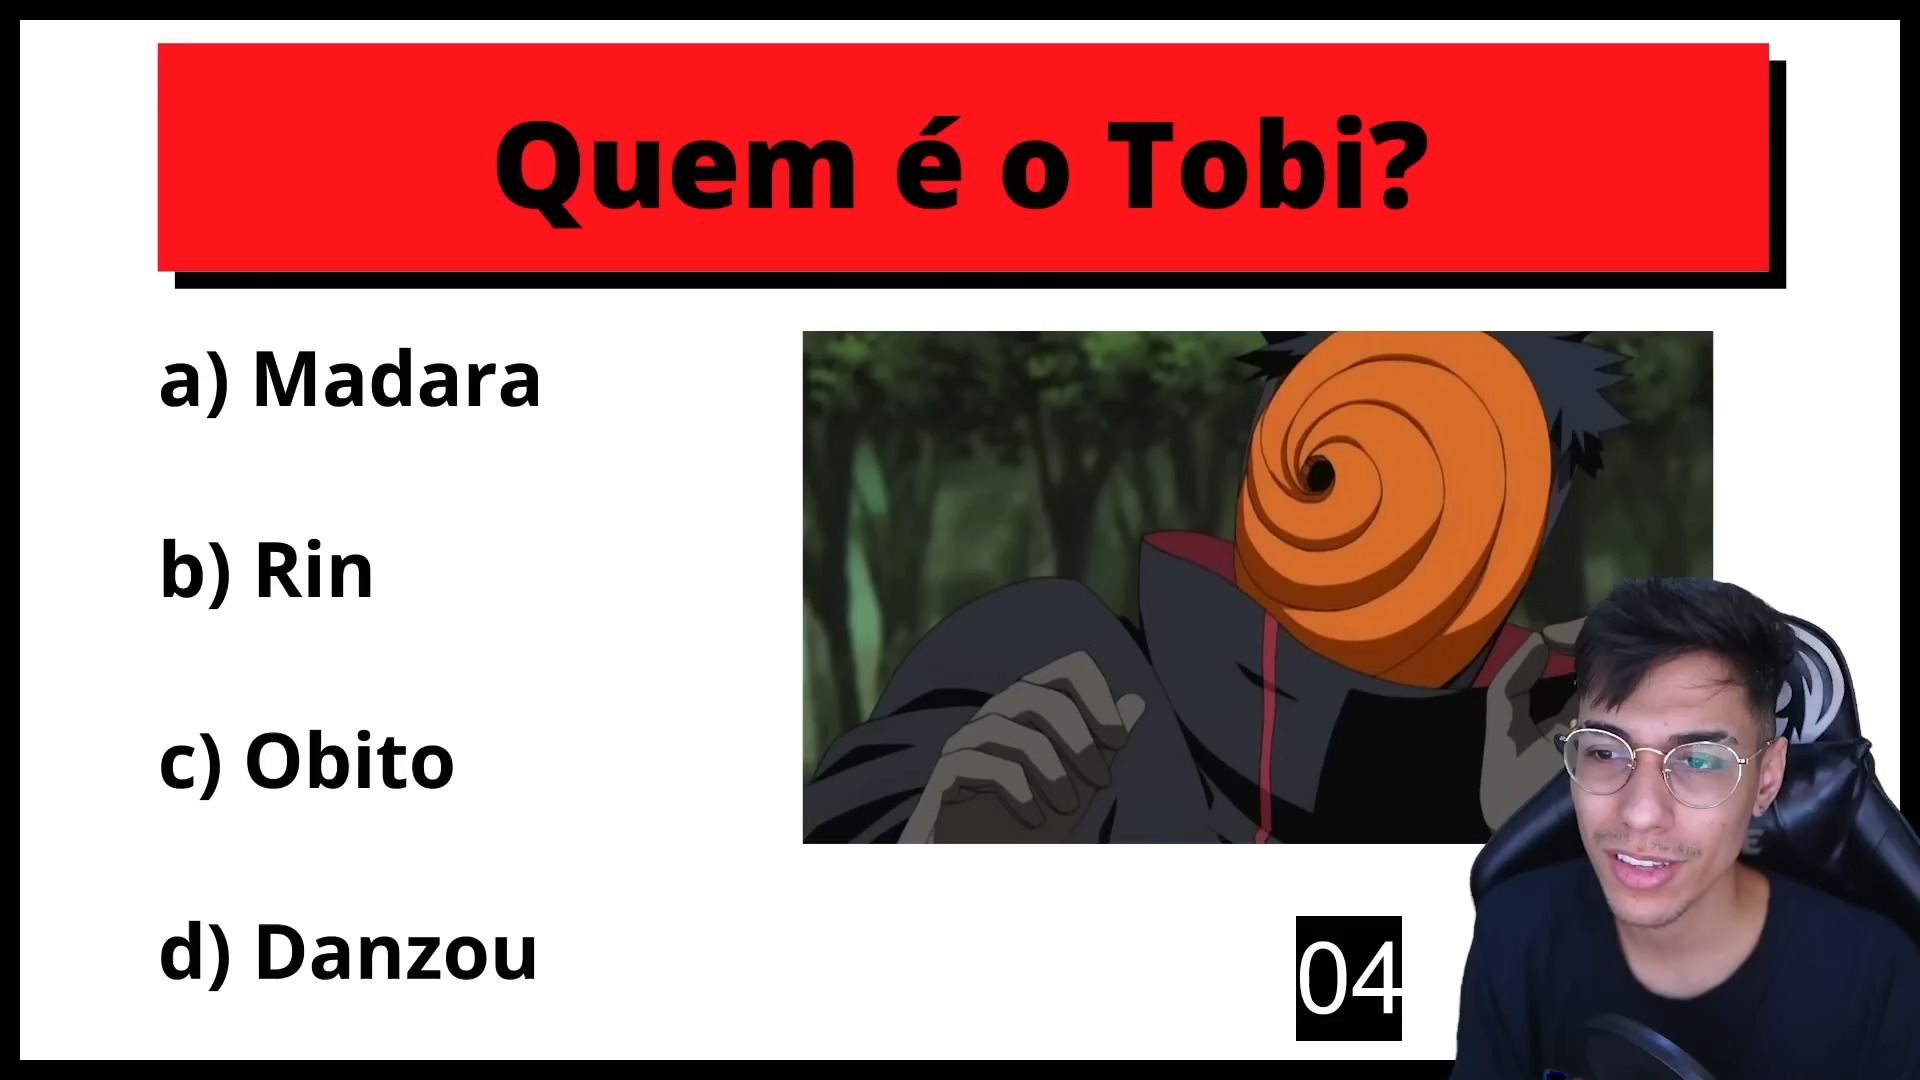 Quem é o Tobi?
a) Madara
b) Rin
c) Obito
d) Danzou
04